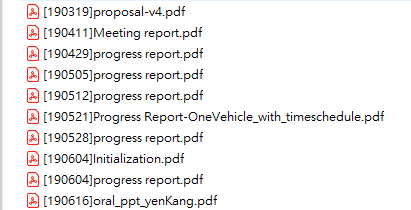 [190319]proposal-v4.pdf
[190411]Meeting report.pdf
[190429]progress report.pdf
[190505]progress report.pdf
[190512]progress report.pdf
[190521]Progress Report-OneVehicle_with_timeschedule.pdf
[190528]progress report.pdf
[190604]Initialization.pdf
[190604]progress report.pdf
[190616]oral_ppt_yenKang.pdf